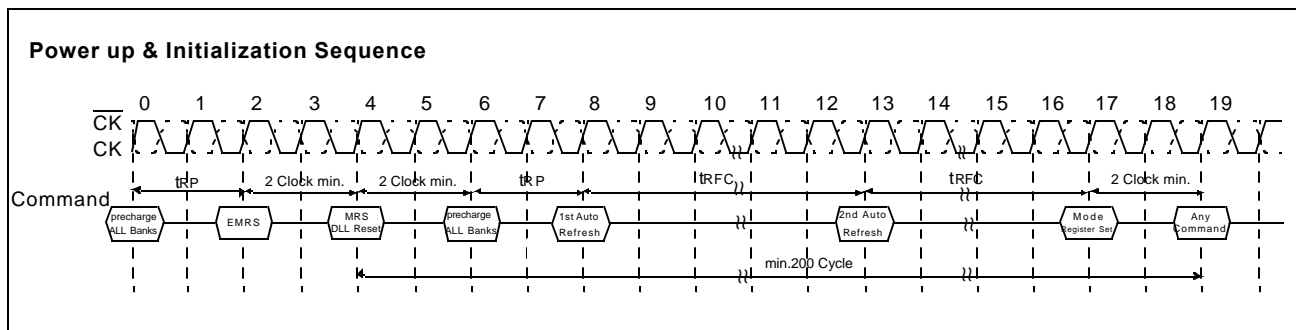 Power up & Initialization Sequence
0 1 2 3 4 5 6 7 8 9 10 11 12 13 14 15 16 17 18 19
CK
CK
tRP 2 Clock min. 2 Clock min. tRP tRFC tRFC 2 Clock min.
Command
precharge ALL Banks
EMRS
MRS DLL Reset
precharge ALL Banks
1st Auto Refresh
2nd Auto Refresh
Mode Register Set
Any Command
min.200 Cycle